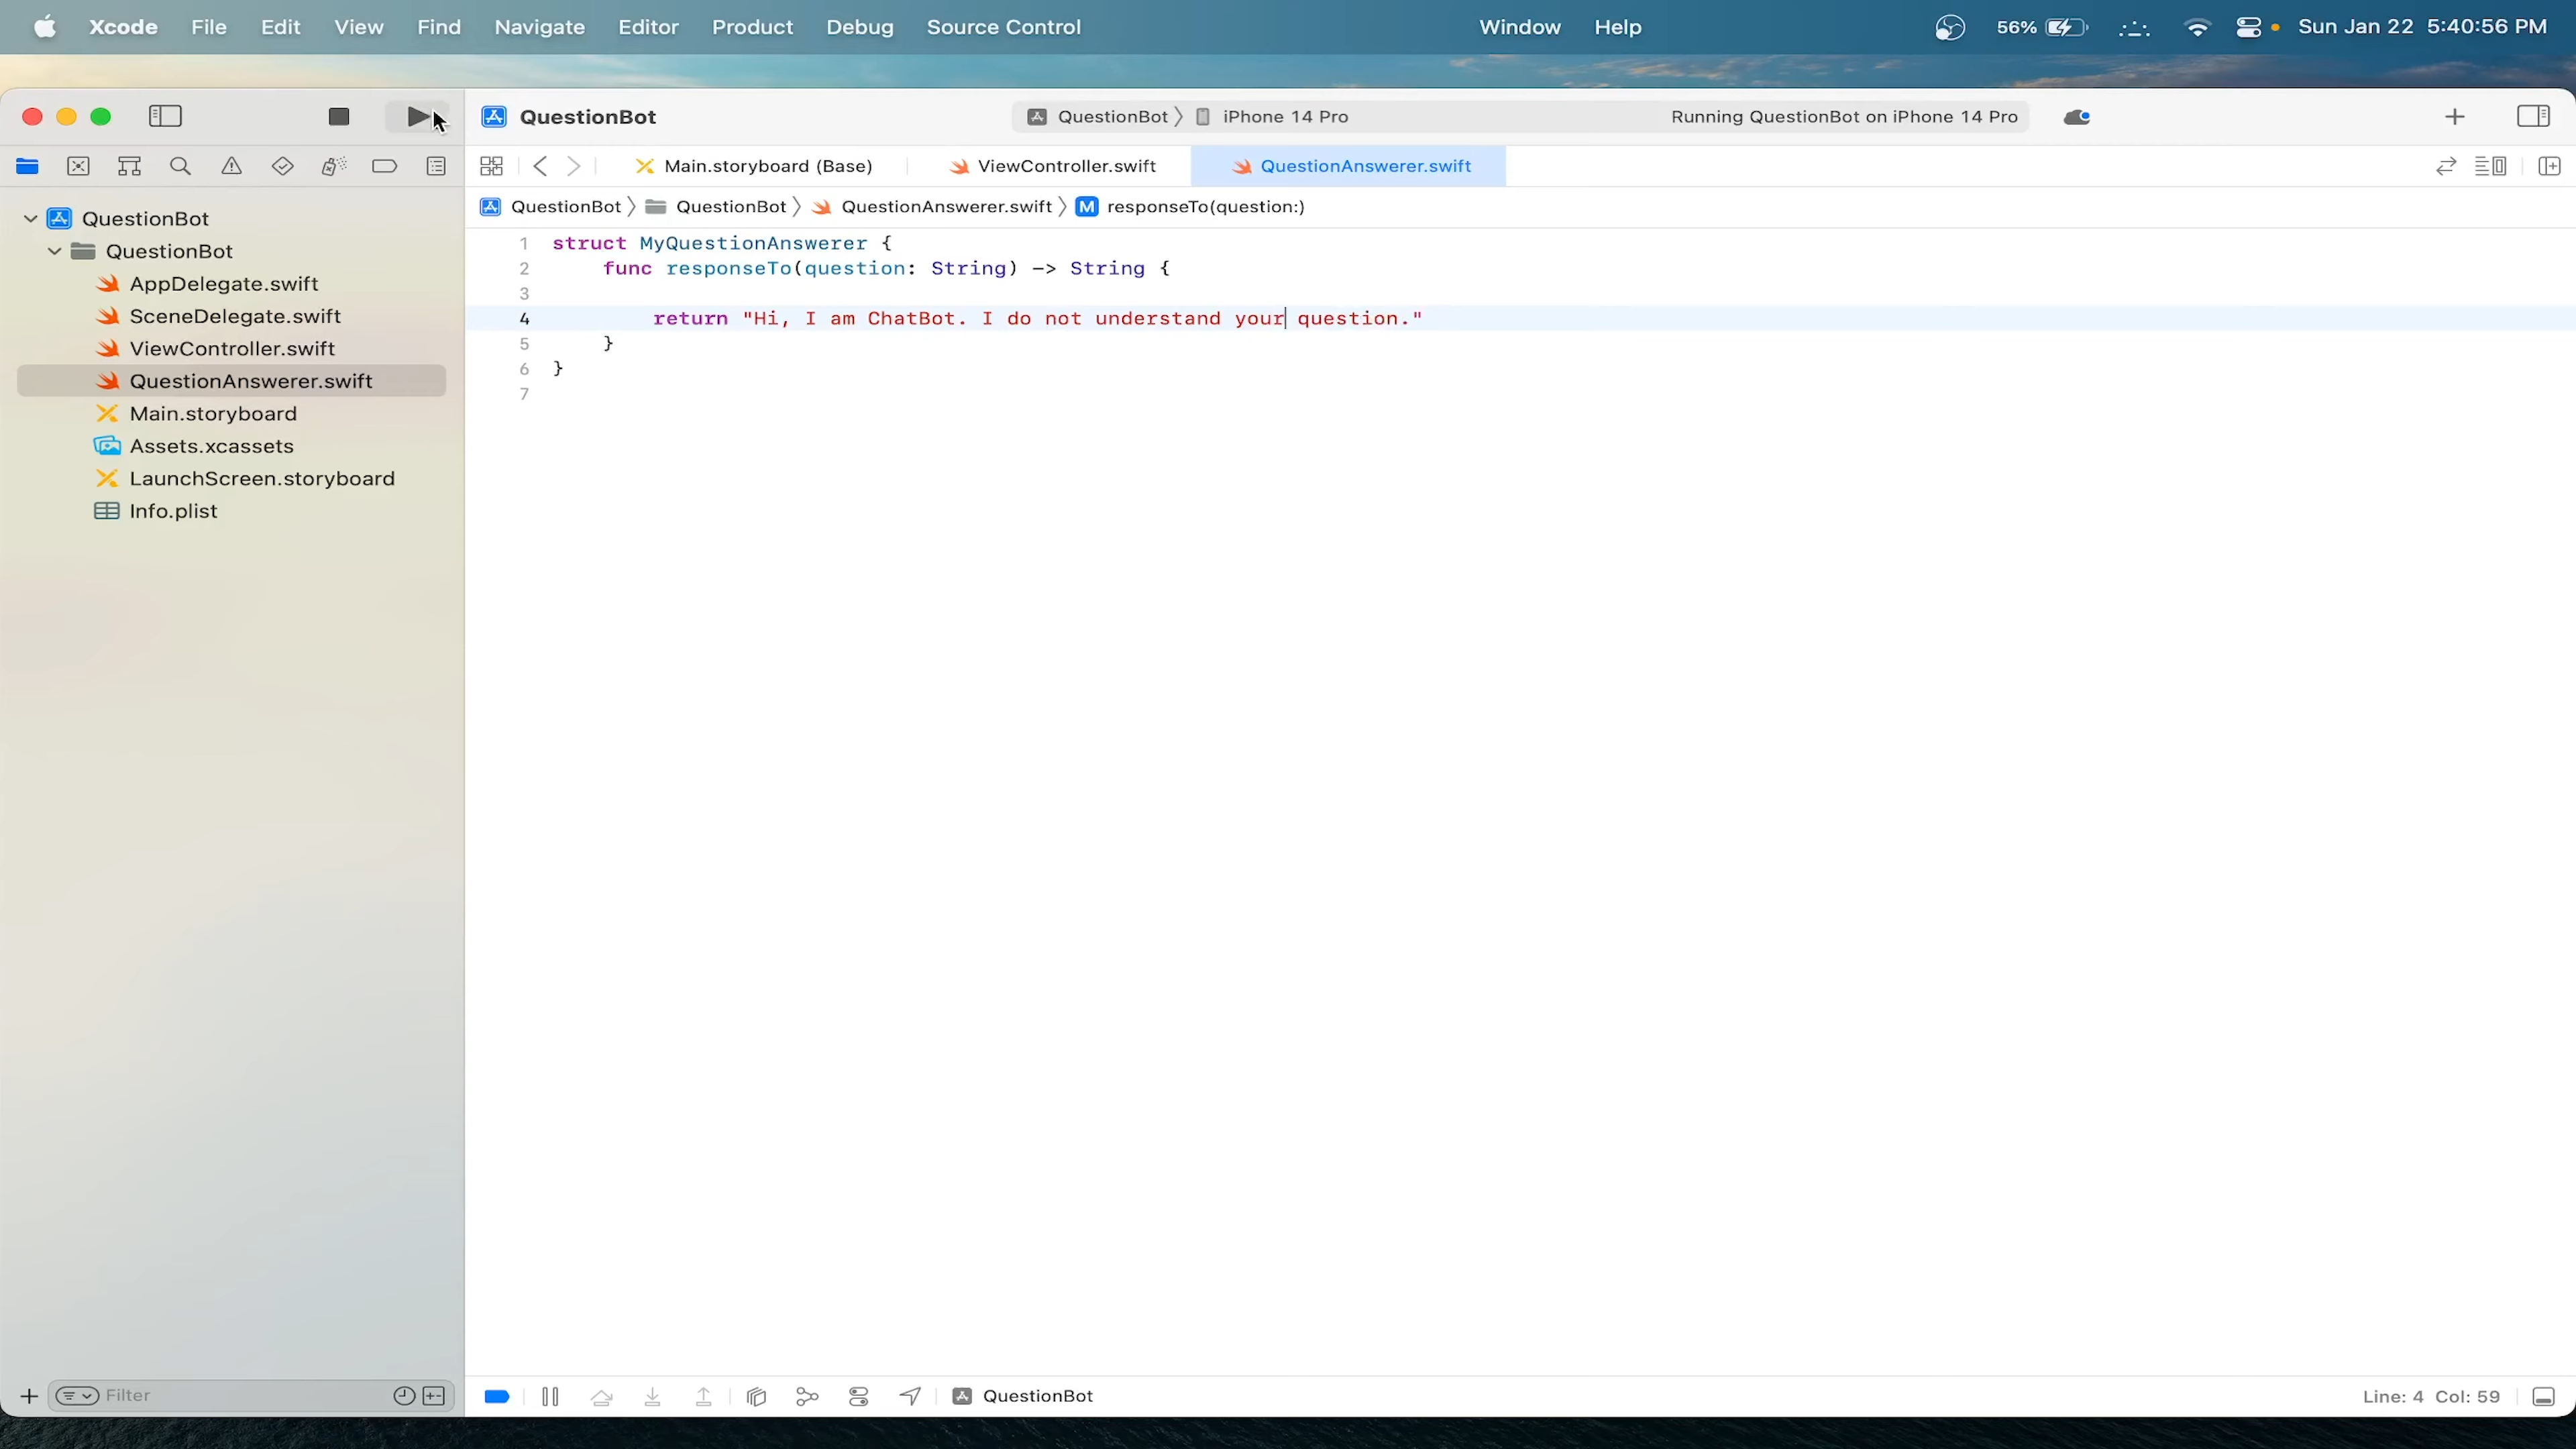 Xcode File Edit View Find Navigate Editor Product Debug Source Control Window Help 56% Sun Jan 22 5:40:56 PM
QuestionBot QuestionBot iPhone 14 Pro Running QuestionBot on iPhone 14 Pro
Main.storyboard (Base) ViewController.swift QuestionAnswerer.swift
QuestionBot QuestionBot QuestionAnswerer.swift M responseTo(question:)
QuestionBot
QuestionBot
AppDelegate.swift
SceneDelegate.swift
ViewController.swift
QuestionAnswerer.swift
Main.storyboard
Assets.xcassets
LaunchScreen.storyboard
Info.plist
1 struct MyQuestionAnswerer {
2 func responseTo(question: String) -> String {
3
4 return "Hi, I am ChatBot. I do not understand your question."
5 }
6 }
7
Filter QuestionBot Line: 4 Col: 59